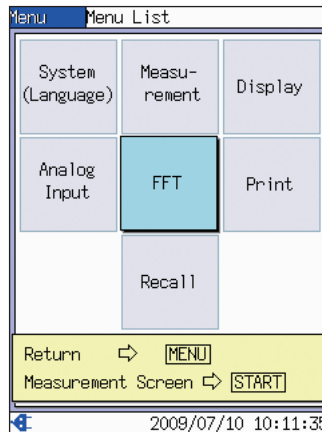 Menu Menu List
System
(Language)
Measu-
rement
Display
Analog
Input
FFT
Print
Recall
Return ⇨ MENU
Measurement Screen ⇨ START
2009/07/10 10:11:35